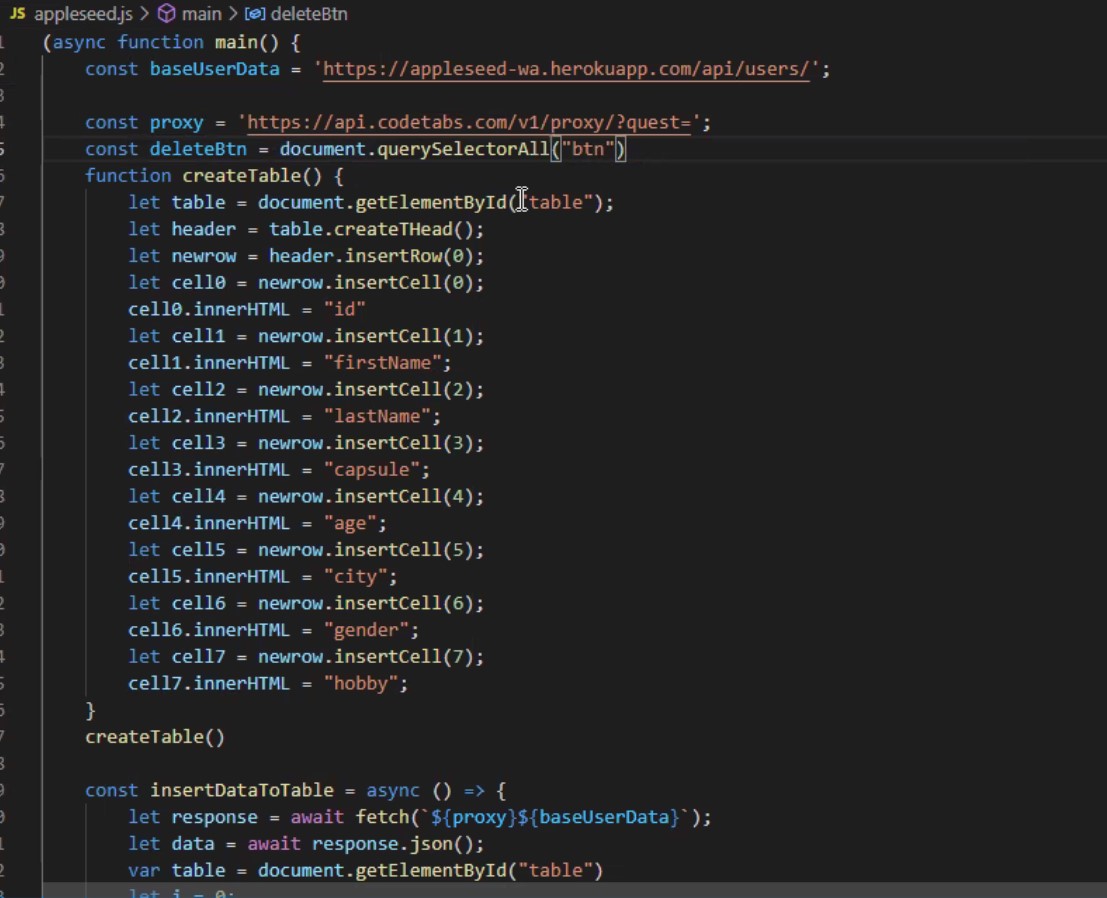 JS appleseed.js > main > deleteBtn
1 (async function main() {
2 const baseUserData = 'https://appleseed-wa.herokuapp.com/api/users/';
3
4 const proxy = 'https://api.codetabs.com/v1/proxy/?quest=';
5 const deleteBtn = document.querySelectorAll("btn")
6 function createTable() {
7 let table = document.getElementById("table");
8 let header = table.createTHead();
9 let newrow = header.insertRow(0);
0 let cell0 = newrow.insertCell(0);
1 cell0.innerHTML = "id"
2 let cell1 = newrow.insertCell(1);
3 cell1.innerHTML = "firstName";
4 let cell2 = newrow.insertCell(2);
5 cell2.innerHTML = "lastName";
6 let cell3 = newrow.insertCell(3);
7 cell3.innerHTML = "capsule";
8 let cell4 = newrow.insertCell(4);
9 cell4.innerHTML = "age";
0 let cell5 = newrow.insertCell(5);
1 cell5.innerHTML = "city";
2 let cell6 = newrow.insertCell(6);
3 cell6.innerHTML = "gender";
4 let cell7 = newrow.insertCell(7);
5 cell7.innerHTML = "hobby";
6 }
7 createTable()
8
9 const insertDataToTable = async () => {
0 let response = await fetch(`${proxy}${baseUserData}`);
1 let data = await response.json();
2 var table = document.getElementById("table")
3 let i = 0;